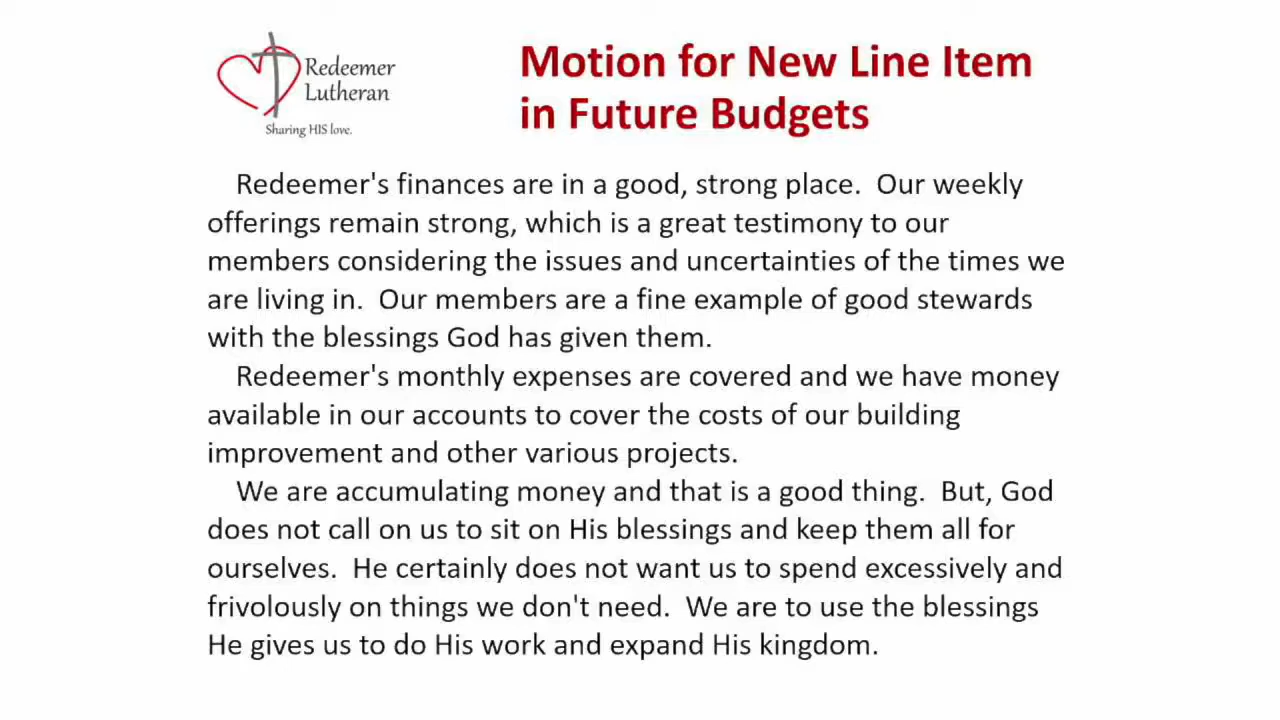 Redeemer
Lutheran
Sharing HIS love.
Motion for New Line Item
in Future Budgets
Redeemer's finances are in a good, strong place.  Our weekly
offerings remain strong, which is a great testimony to our
members considering the issues and uncertainties of the times we
are living in.  Our members are a fine example of good stewards
with the blessings God has given them.
Redeemer's monthly expenses are covered and we have money
available in our accounts to cover the costs of our building
improvement and other various projects.
We are accumulating money and that is a good thing.  But, God
does not call on us to sit on His blessings and keep them all for
ourselves.  He certainly does not want us to spend excessively and
frivolously on things we don't need.  We are to use the blessings
He gives us to do His work and expand His kingdom.